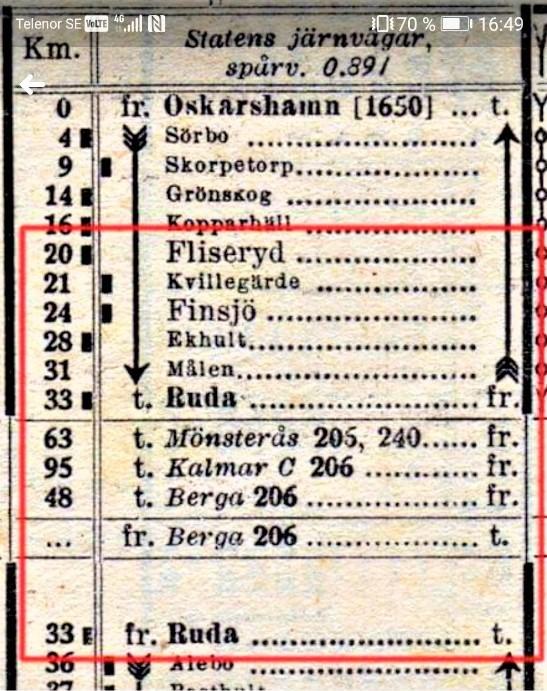 Telenor SE VoLTE 4G 70 % 16:49
Km. Statens järnvägar,
spårv. 0.891
0 fr. Oskarshamn [1650] ... t.
4 Sörbo ........................
9 Skorpetorp...................
14 Grönskog ....................
16 Kopparhäll ..................
20 Fliseryd ....................
21 Kvillegärde .................
24 Finsjö ......................
28 Ekhult.......................
31 Målen........................
33 t. Ruda ........................ fr.
63 t. Mönsterås 205, 240...... fr.
95 t. Kalmar C 206 ............ fr.
48 t. Berga 206 ................. fr.
... fr. Berga 206 ................. t.
33 fr. Ruda ........................ t.
36 Alebo ........................